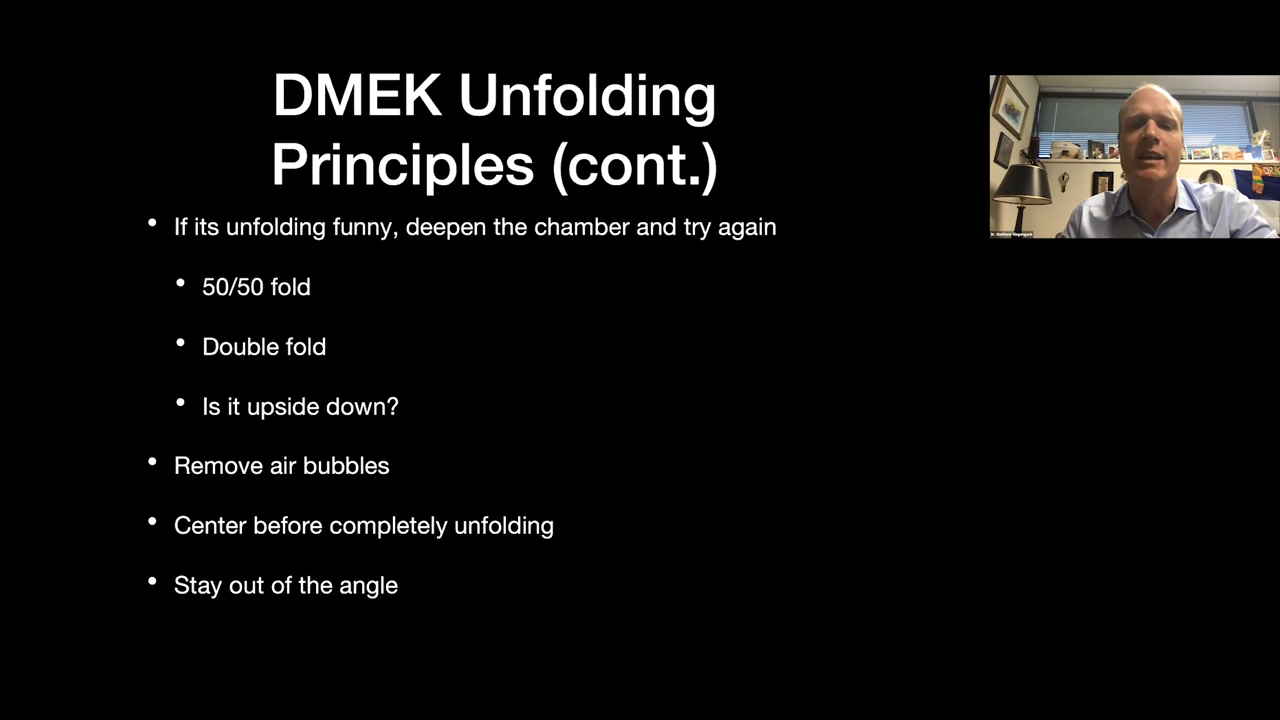 DMEK Unfolding
Principles (cont.)
• If its unfolding funny, deepen the chamber and try again
• 50/50 fold
• Double fold
• Is it upside down?
• Remove air bubbles
• Center before completely unfolding
• Stay out of the angle